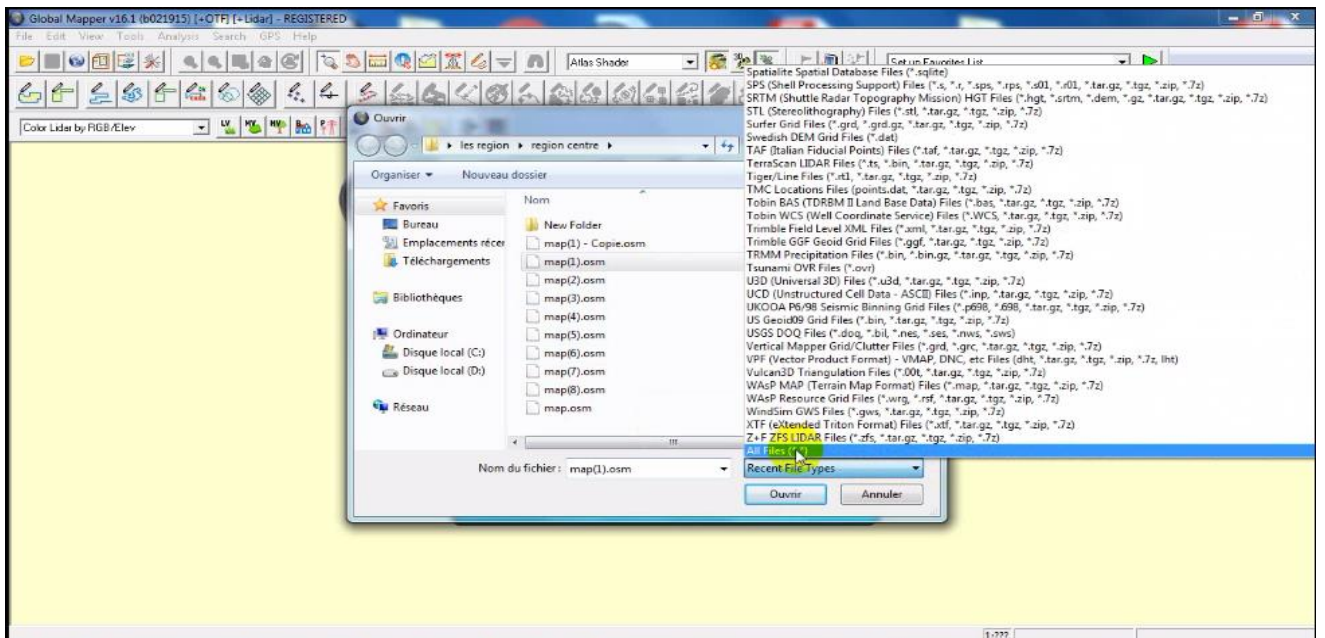 Global Mapper v16.1 (b021915) [+OTF] [+Lidar] - REGISTERED
File Edit View Tools Analysis Search GPS Help
Atlas Shader
Set up Favorites List...
Color Lidar by RGB/Elev
Ouvrir
les region ▸ region centre ▸
Organiser
Nouveau dossier
Favoris
Bureau
Emplacements récer
Téléchargements
Bibliothèques
Ordinateur
Disque local (C:)
Disque local (D:)
Réseau
Nom
New Folder
map(1) - Copie.osm
map(1).osm
map(2).osm
map(3).osm
map(4).osm
map(5).osm
map(6).osm
map(7).osm
map(8).osm
map.osm
Spatialite Spatial Database Files (*.sqlite)
SPS (Shell Processing Support) Files (*.s, *.r, *.sps, *.rps, *.s01, *.r01, *.tar.gz, *.tgz, *.zip, *.7z)
SRTM (Shuttle Radar Topography Mission) HGT Files (*.hgt, *.srtm, *.dem, *.gz, *.tar.gz, *.tgz, *.zip, *.7z)
STL (Stereolithography) Files (*.stl, *.tar.gz, *.tgz, *.zip, *.7z)
Surfer Grid Files (*.grd, *.grd.gz, *.tar.gz, *.tgz, *.zip, *.7z)
Swedish DEM Grid Files (*.dat)
TAF (Italian Fiducial Points) Files (*.taf, *.tar.gz, *.tgz, *.zip, *.7z)
TerraScan LIDAR Files (*.ts, *.bin, *.tar.gz, *.tgz, *.zip, *.7z)
Tiger/Line Files (*.rt1, *.tar.gz, *.tgz, *.zip, *.7z)
TMC Locations Files (points.dat, *.tar.gz, *.tgz, *.zip, *.7z)
Tobin BAS (TDRBM II Land Base Data) Files (*.bas, *.tar.gz, *.tgz, *.zip, *.7z)
Tobin WCS (Well Coordinate Service) Files (*.WCS, *.tar.gz, *.tgz, *.zip, *.7z)
Trimble Field Level XML Files (*.xml, *.tar.gz, *.tgz, *.zip, *.7z)
Trimble GGF Geoid Grid Files (*.ggf, *.tar.gz, *.tgz, *.zip, *.7z)
TRMM Precipitation Files (*.bin, *.bin.gz, *.tar.gz, *.tgz, *.zip, *.7z)
Tsunami OVR Files (*.ovr)
U3D (Universal 3D) Files (*.u3d, *.tar.gz, *.tgz, *.zip, *.7z)
UCD (Unstructured Cell Data - ASCII) Files (*.inp, *.tar.gz, *.tgz, *.zip, *.7z)
UKOOA P6/98 Seismic Binning Grid Files (*.p698, *.698, *.tar.gz, *.tgz, *.zip, *.7z)
US Geoid09 Grid Files (*.bin, *.tar.gz, *.tgz, *.zip, *.7z)
USGS DOQ Files (*.doq, *.bil, *.nes, *.ses, *.nws, *.sws)
Vertical Mapper Grid/Clutter Files (*.grd, *.grc, *.tar.gz, *.tgz, *.zip, *.7z)
VPF (Vector Product Format) - VMAP, DNC, etc Files (dht, *.tar.gz, *.tgz, *.zip, *.7z, lht)
Vulcan3D Triangulation Files (*.00t, *.tar.gz, *.tgz, *.zip, *.7z)
WAsP MAP (Terrain Map Format) Files (*.map, *.tar.gz, *.tgz, *.zip, *.7z)
WAsP Resource Grid Files (*.wrg, *.rsf, *.tar.gz, *.tgz, *.zip, *.7z)
WindSim GWS Files (*.gws, *.tar.gz, *.tgz, *.zip, *.7z)
XTF (eXtended Triton Format) Files (*.xtf, *.tar.gz, *.tgz, *.zip, *.7z)
Z+F ZFS LIDAR Files (*.zfs, *.tar.gz, *.tgz, *.zip, *.7z)
All Files (*.*)
Nom du fichier : map(1).osm
Recent File Types
Ouvrir
Annuler
1:???